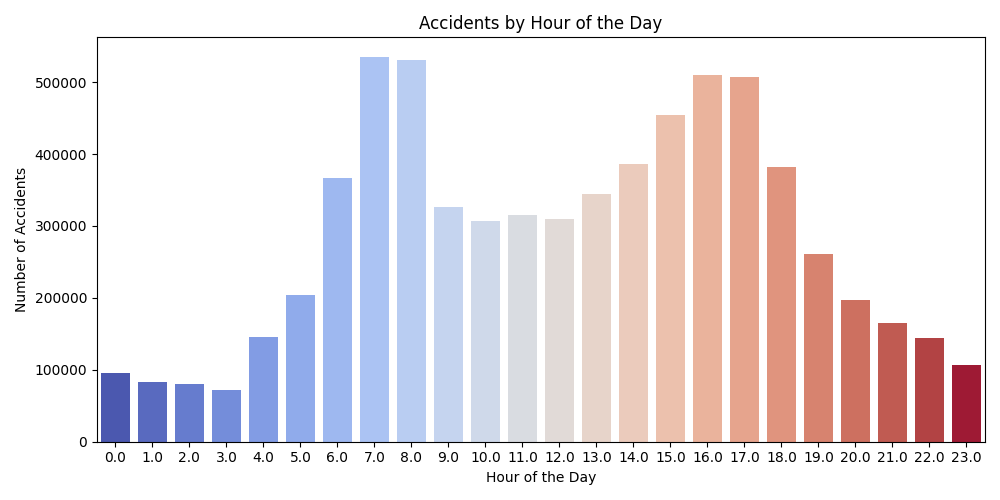 Accidents by Hour of the Day
Number of Accidents
500000
400000
300000
200000
100000
0
0.0 1.0 2.0 3.0 4.0 5.0 6.0 7.0 8.0 9.0 10.0 11.0 12.0 13.0 14.0 15.0 16.0 17.0 18.0 19.0 20.0 21.0 22.0 23.0
Hour of the Day